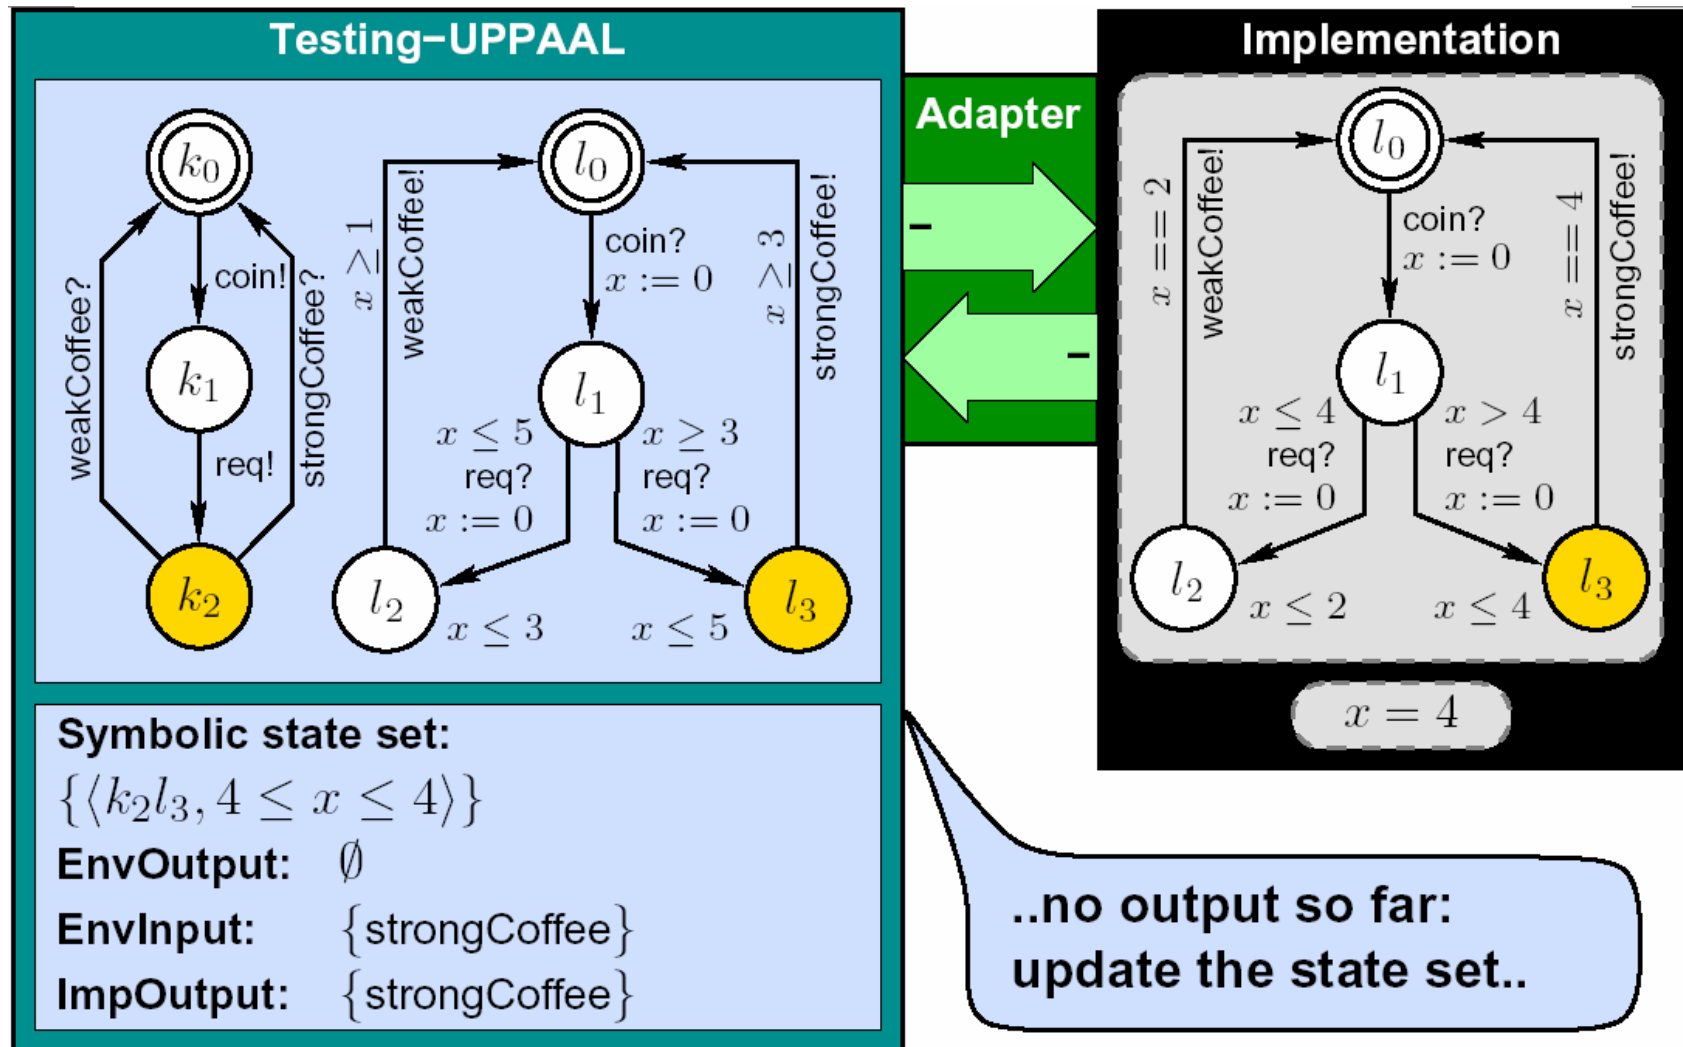 Testing−UPPAAL
k₀
coin!
k₁
req!
k₂
weakCoffee?
strongCoffee?
l₀
coin?
x := 0
l₁
x ≤ 5
req?
x := 0
x ≥ 3
req?
x := 0
x ≥ 1
weakCoffee!
x ≥ 3
strongCoffee!
l₂
x ≤ 3
x ≤ 5
l₃
Adapter
−
−
Implementation
l₀
coin?
x := 0
l₁
x ≤ 4
req?
x := 0
x > 4
req?
x := 0
x == 2
weakCoffee!
x == 4
strongCoffee!
l₂
x ≤ 2
x ≤ 4
l₃
x = 4
Symbolic state set:
{⟨k₂l₃, 4 ≤ x ≤ 4⟩}
EnvOutput: ∅
EnvInput: {strongCoffee}
ImpOutput: {strongCoffee}
..no output so far:
update the state set..